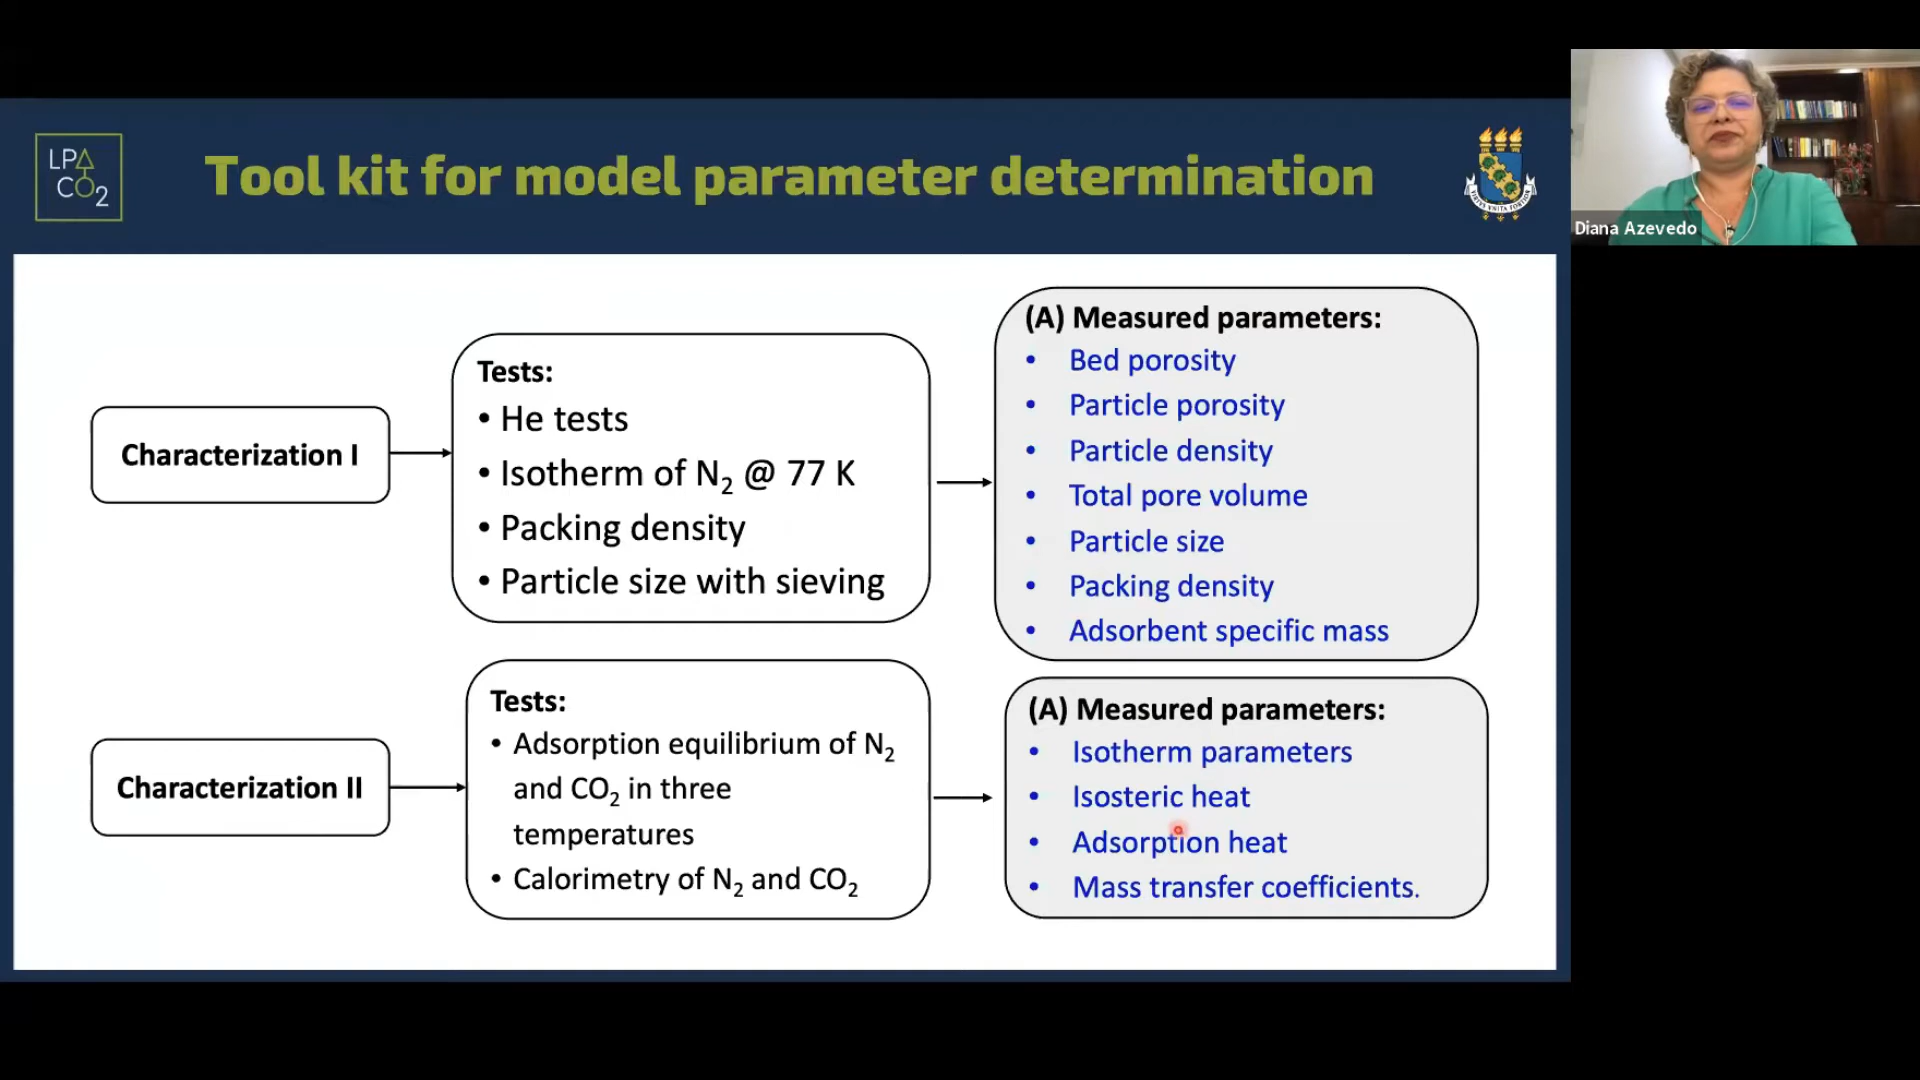 LPA
CO2
Tool kit for model parameter determination
VIRTUS UNITA FORTIOR
Diana Azevedo
Characterization I
Tests:
• He tests
• Isotherm of N2 @ 77 K
• Packing density
• Particle size with sieving
(A) Measured parameters:
• Bed porosity
• Particle porosity
• Particle density
• Total pore volume
• Particle size
• Packing density
• Adsorbent specific mass
Characterization II
Tests:
• Adsorption equilibrium of N2
and CO2 in three
temperatures
• Calorimetry of N2 and CO2
(A) Measured parameters:
• Isotherm parameters
• Isosteric heat
• Adsorption heat
• Mass transfer coefficients.